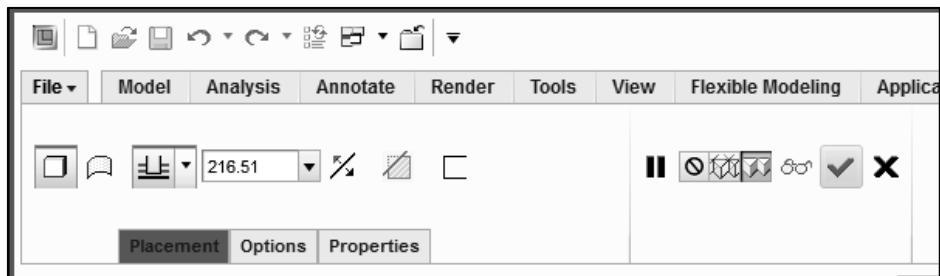 File Model Analysis Annotate Render Tools View Flexible Modeling Applica
216.51
Placement Options Properties